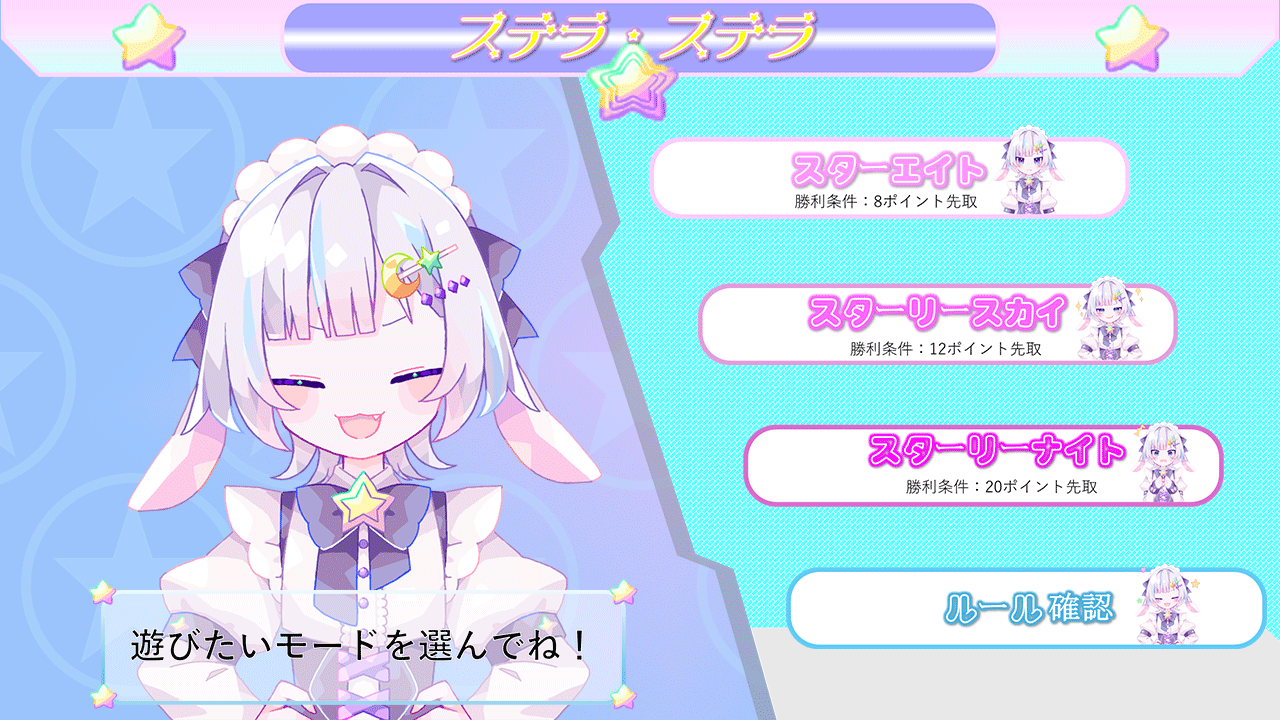 ステラ・ステラ
スターエイト
勝利条件：8ポイント先取
スターリースカイ
勝利条件：12ポイント先取
スターリーナイト
勝利条件：20ポイント先取
ルール確認
遊びたいモードを選んでね！